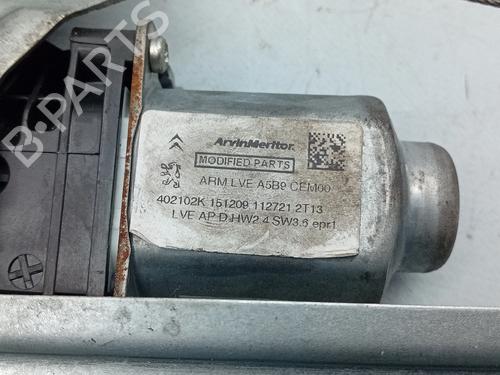 ArvinMeritor.
MODIFIED PARTS
ARM LVE A5B9 CEM00
402102K 151209 112721 2T13
LVE AP D.HW2.4 SW3.6 epr1
B-PARTS